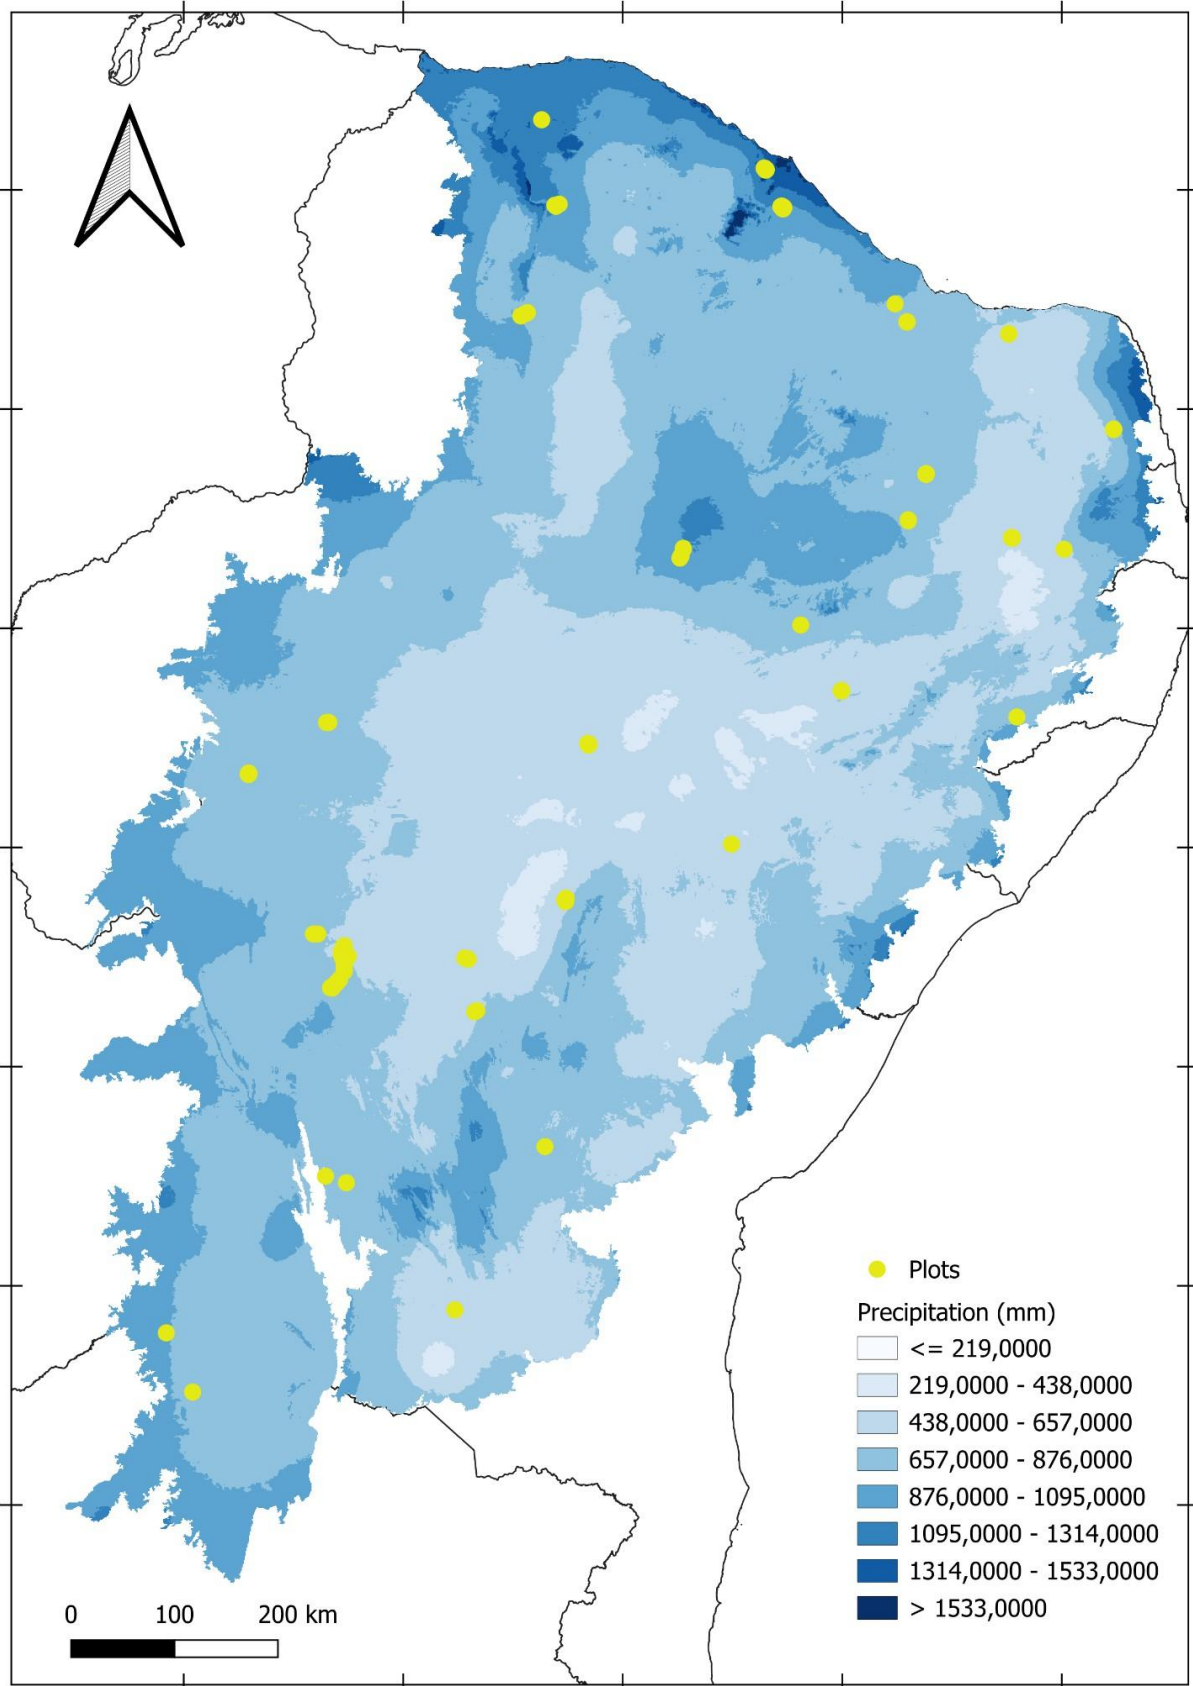 Plots
Precipitation (mm)
<= 219,0000
219,0000 - 438,0000
438,0000 - 657,0000
657,0000 - 876,0000
876,0000 - 1095,0000
1095,0000 - 1314,0000
1314,0000 - 1533,0000
> 1533,0000
0 100 200 km